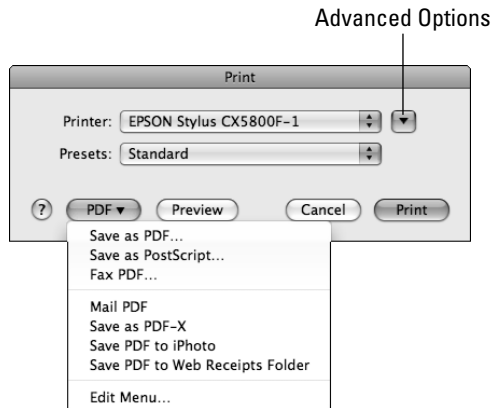 Advanced Options
Print
Printer: EPSON Stylus CX5800F-1
Presets: Standard
? PDF Preview Cancel Print
Save as PDF...
Save as PostScript...
Fax PDF...
Mail PDF
Save as PDF-X
Save PDF to iPhoto
Save PDF to Web Receipts Folder
Edit Menu...